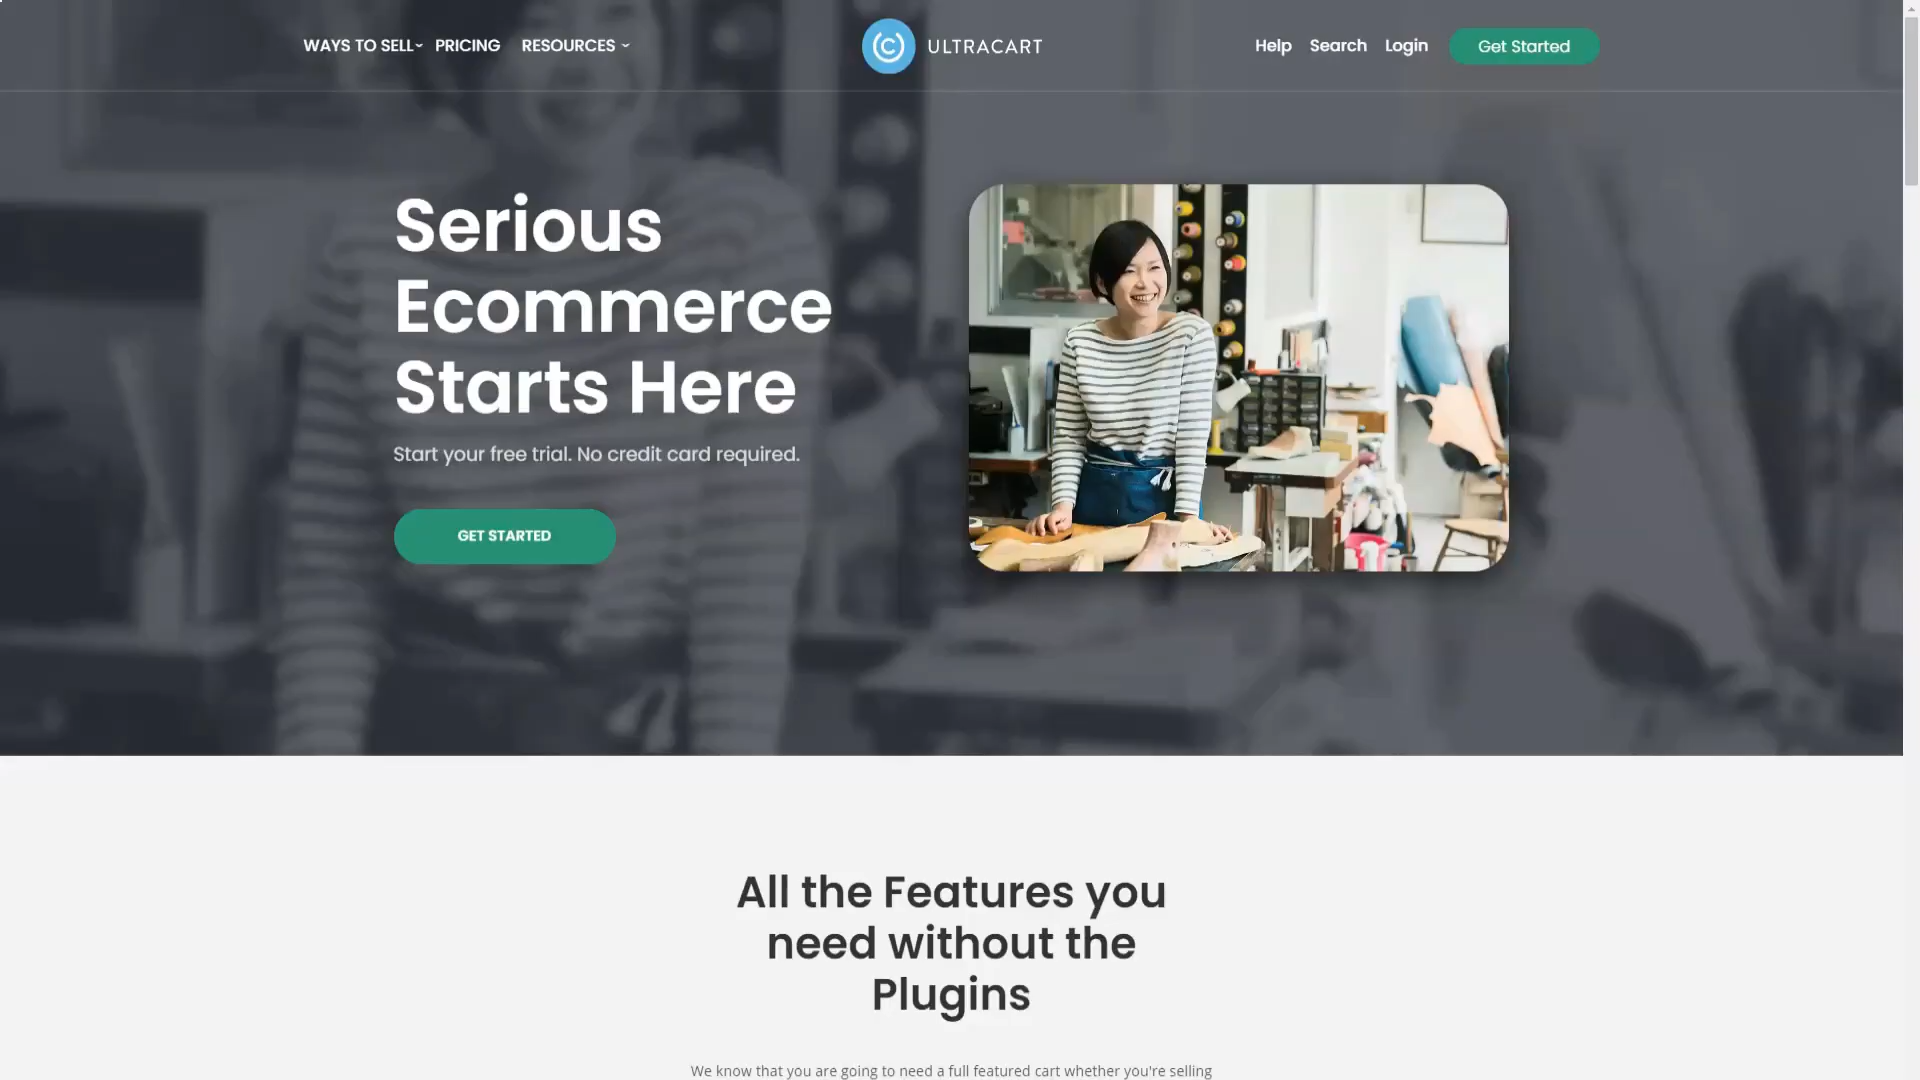 WAYS TO SELL PRICING RESOURCES
ULTRACART
Help Search Login Get Started
Serious
Ecommerce
Starts Here
Start your free trial. No credit card required.
GET STARTED
All the Features you
need without the
Plugins
We know that you are going to need a full featured cart whether you're selling